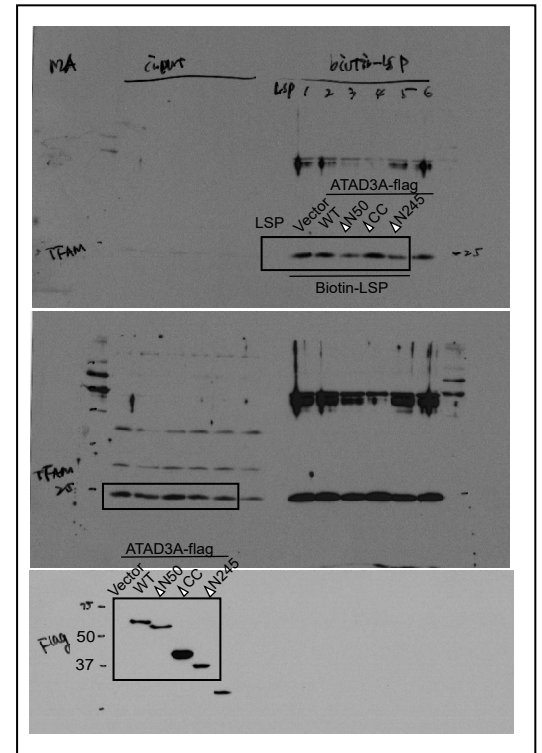 input biotin-LSP
LSP 1 2 3 4 5 6
ATAD3A-flag
LSP Vector WT ΔN50 ΔCC ΔN245
TFAM -25
Biotin-LSP
TFAM
25 -
ATAD3A-flag
Vector WT ΔN50 ΔCC ΔN245
75 -
Flag 50 -
37 -